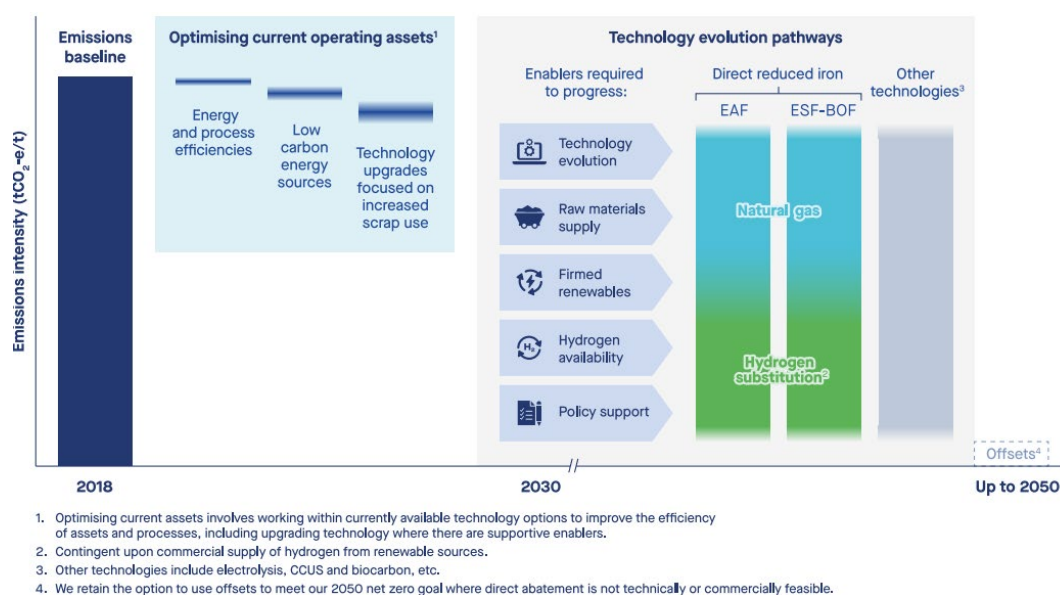 Emissions
baseline
Optimising current operating assets¹
Technology evolution pathways
Energy
and process
efficiencies
Low
carbon
energy
sources
Technology
upgrades
focused on
increased
scrap use
Enablers required
to progress:
Direct reduced iron
EAF
ESF-BOF
Other
technologies³
Technology
evolution
Raw materials
supply
Firmed
renewables
H₂
Hydrogen
availability
Policy support
Natural gas
Hydrogen
substitution²
Offsets⁴
Emissions intensity (tCO₂-e/t)
2018
2030
Up to 2050
1. Optimising current assets involves working within currently available technology options to improve the efficiency
of assets and processes, including upgrading technology where there are supportive enablers.
2. Contingent upon commercial supply of hydrogen from renewable sources.
3. Other technologies include electrolysis, CCUS and biocarbon, etc.
4. We retain the option to use offsets to meet our 2050 net zero goal where direct abatement is not technically or commercially feasible.